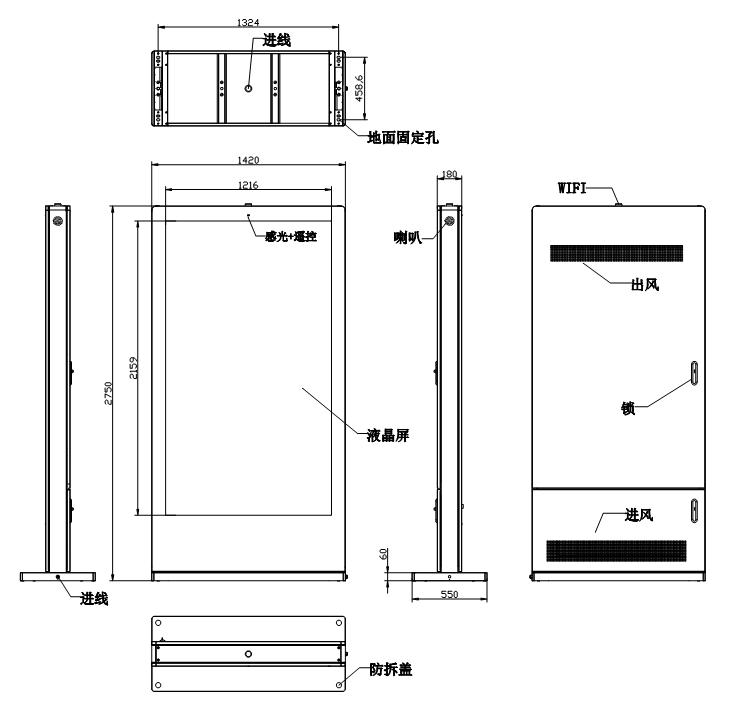 1324
进线
458,6
地面固定孔
1420
1216
180
WIFI
感光+遥控
喇叭
出风
2159
2750
锁
液晶屏
进风
60
进线
550
防拆盖